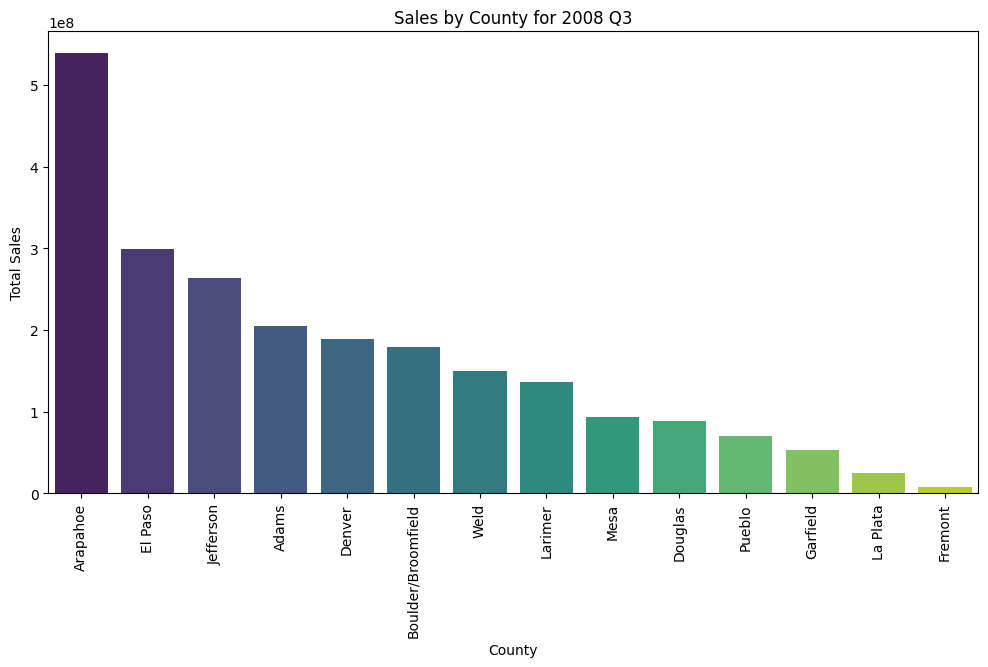 Sales by County for 2008 Q3
1e8
5
4
3
2
1
0
Total Sales
Arapahoe
El Paso
Jefferson
Adams
Denver
Boulder/Broomfield
Weld
Larimer
Mesa
Douglas
Pueblo
Garfield
La Plata
Fremont
County